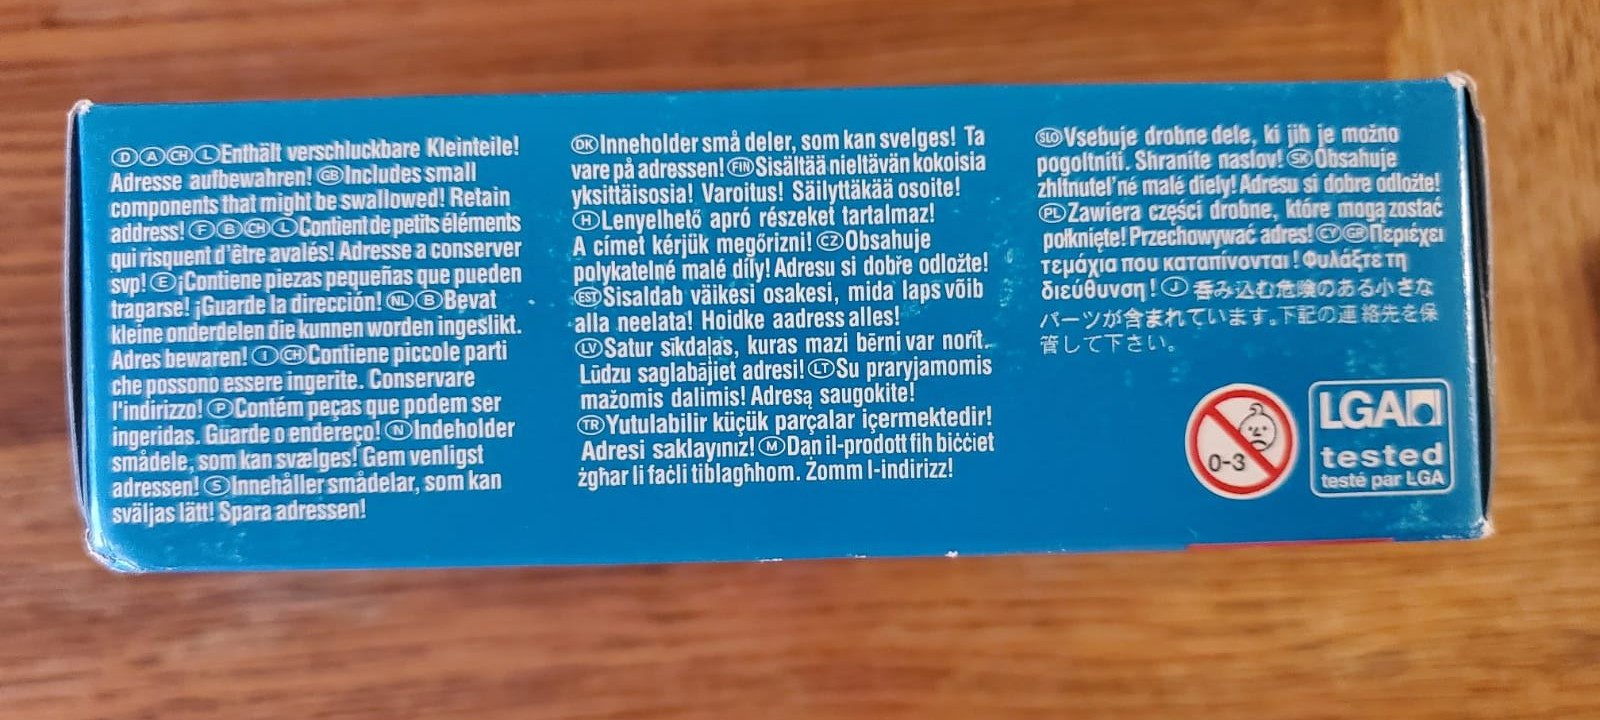 D A CH L Enthält verschluckbare Kleinteile!
Adresse aufbewahren! GB Includes small
components that might be swallowed! Retain
address! F B CH L Contient de petits éléments
qui risquent d'être avalés! Adresse a conserver
svp! E ¡Contiene piezas pequeñas que pueden
tragarse! ¡Guarde la dirección! NL B Bevat
kleine onderdelen die kunnen worden ingeslikt.
Adres bewaren! I CH Contiene piccole parti
che possono essere ingerite. Conservare
l'indirizzo! P Contém peças que podem ser
ingeridas. Guarde o endereço! N Indeholder
smådele, som kan svælges! Gem venligst
adressen! S Innehåller smådelar, som kan
sväljas lätt! Spara adressen!
DK Inneholder små deler, som kan svelges! Ta
vare på adressen! FIN Sisältää nieltävän kokoisia
yksittäisosia! Varoitus! Säilyttäkää osoite!
H Lenyelhető apró részeket tartalmaz!
A címet kérjük megőrizni! CZ Obsahuje
polykatelné malé díly! Adresu si dobře odložte!
EST Sisaldab väikesi osakesi, mida laps võib
alla neelata! Hoidke aadress alles!
LV Satur sīkdaļas, kuras mazi bērni var norīt.
Lūdzu saglabājiet adresi! LT Su praryjamomis
mažomis dalimis! Adresą saugokite!
TR Yutulabilir küçük parçalar içermektedir!
Adresi saklayınız! M Dan il-prodott fih biċċiet
żgħar li faċli tiblagħhom. Żomm l-indirizz!
SLO Vsebuje drobne dele, ki jih je možno
pogoltniti. Shranite naslov! SK Obsahuje
zhltnuteľné malé diely! Adresu si dobre odložte!
PL Zawiera części drobne, które mogą zostać
połknięte! Przechowywać adres! CY GR Περιέχει
τεμάχια που καταπίνονται! Φυλάξτε τη
διεύθυνση! J 呑み込む危険のある小さな
パーツが含まれています。下記の連絡先を保
管して下さい。
0-3
LGA
tested
testé par LGA